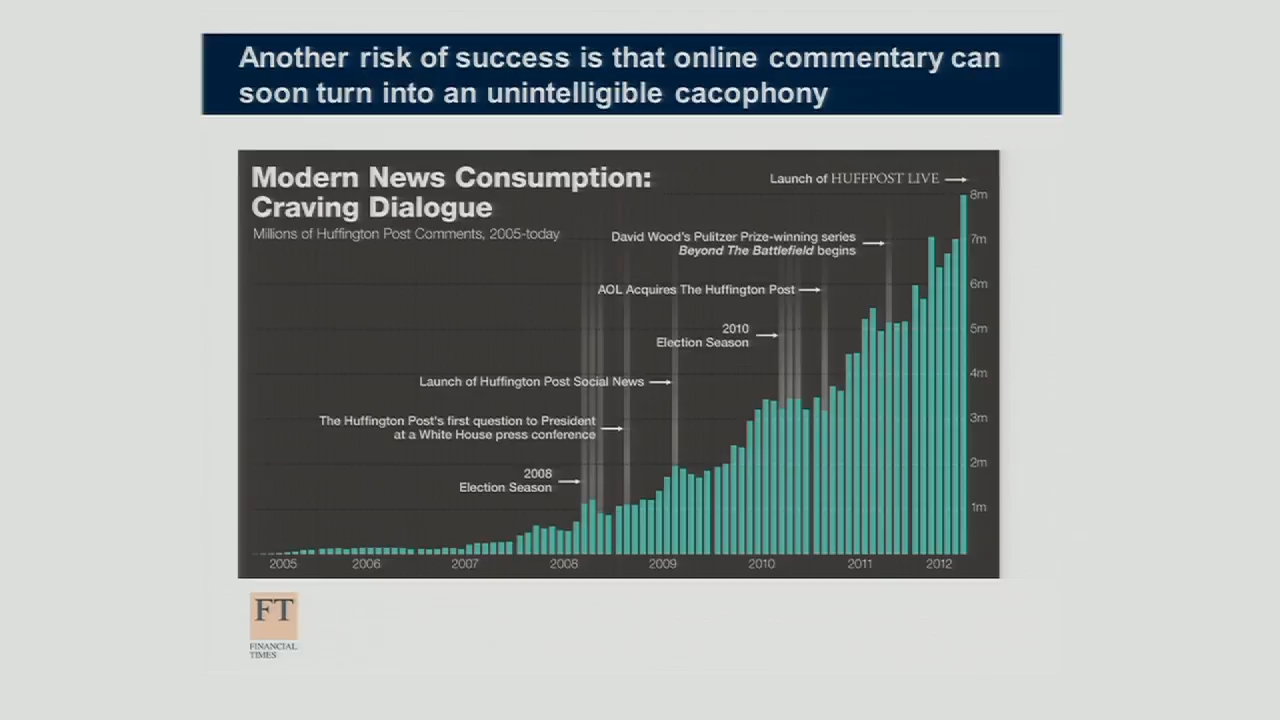 Another risk of success is that online commentary can
soon turn into an unintelligible cacophony
Modern News Consumption:
Craving Dialogue
Millions of Huffington Post Comments, 2005-today
Launch of HUFFPOST LIVE
8m
David Wood's Pulitzer Prize-winning series
Beyond The Battlefield begins
7m
AOL Acquires The Huffington Post
6m
2010
Election Season
5m
Launch of Huffington Post Social News
4m
The Huffington Post's first question to President
at a White House press conference
3m
2008
Election Season
2m
1m
2005 2006 2007 2008 2009 2010 2011 2012
FT
FINANCIAL
TIMES